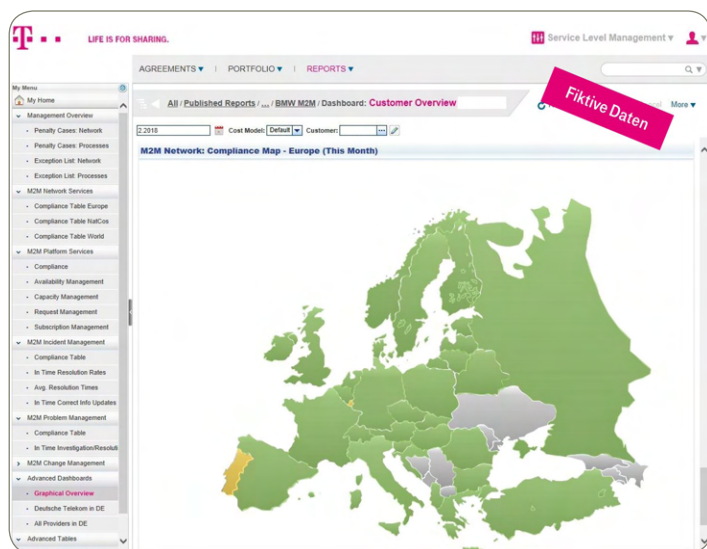 T
LIFE IS FOR SHARING.
Service Level Management
AGREEMENTS
PORTFOLIO
REPORTS
Fiktive Daten
My Menu
My Home
All / Published Reports / ... / BMW M2M / Dashboard: Customer Overview
More
2.2018
Cost Model: Default
Customer:
M2M Network: Compliance Map - Europe (This Month)
Management Overview
Penalty Cases: Network
Penalty Cases: Processes
Exception List: Network
Exception List: Processes
M2M Network Services
Compliance Table Europe
Compliance Table NatCos
Compliance Table World
M2M Platform Services
Compliance
Availability Management
Capacity Management
Request Management
Subscription Management
M2M Incident Management
Compliance Table
In Time Resolution Rates
Avg. Resolution Times
In Time Correct Info Updates
M2M Problem Management
Compliance Table
In Time Investigation/Resoluti
M2M Change Management
Advanced Dashboards
Graphical Overview
Deutsche Telekom in DE
All Providers in DE
Advanced Tables